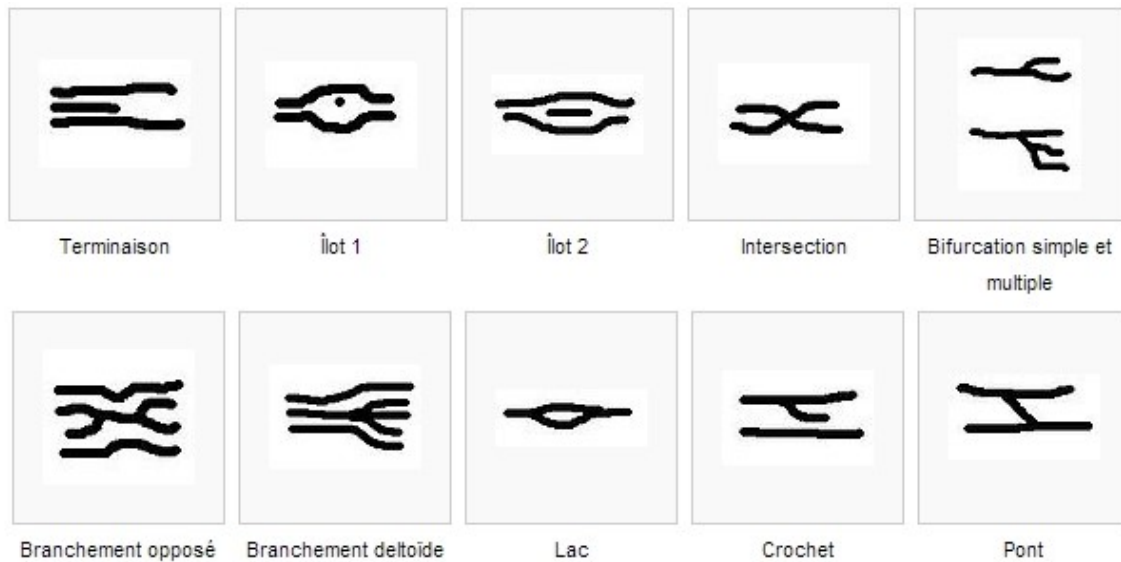 Terminaison
Îlot 1
Îlot 2
Intersection
Bifurcation simple et
multiple
Branchement opposé
Branchement deltoïde
Lac
Crochet
Pont